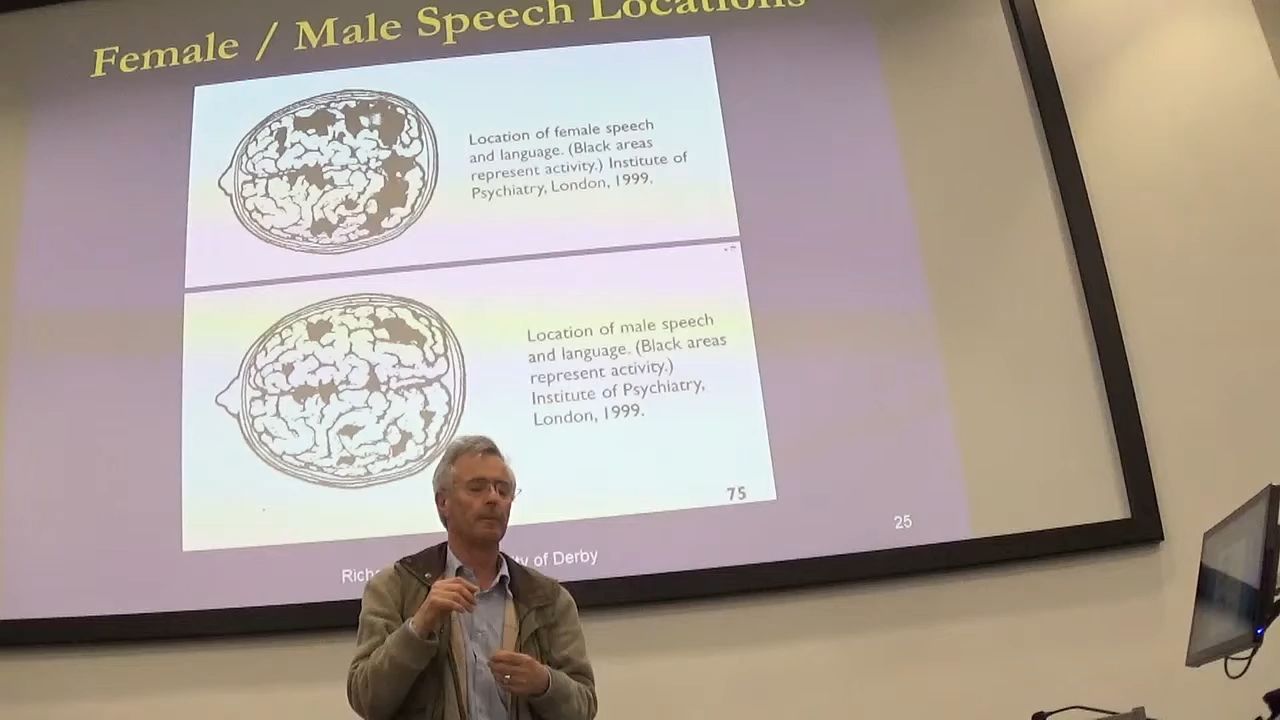 Female / Male Speech Locations
Location of female speech
and language. (Black areas
represent activity.) Institute of
Psychiatry, London, 1999.
Location of male speech
and language. (Black areas
represent activity.)
Institute of Psychiatry,
London, 1999.
75
25
of Derby